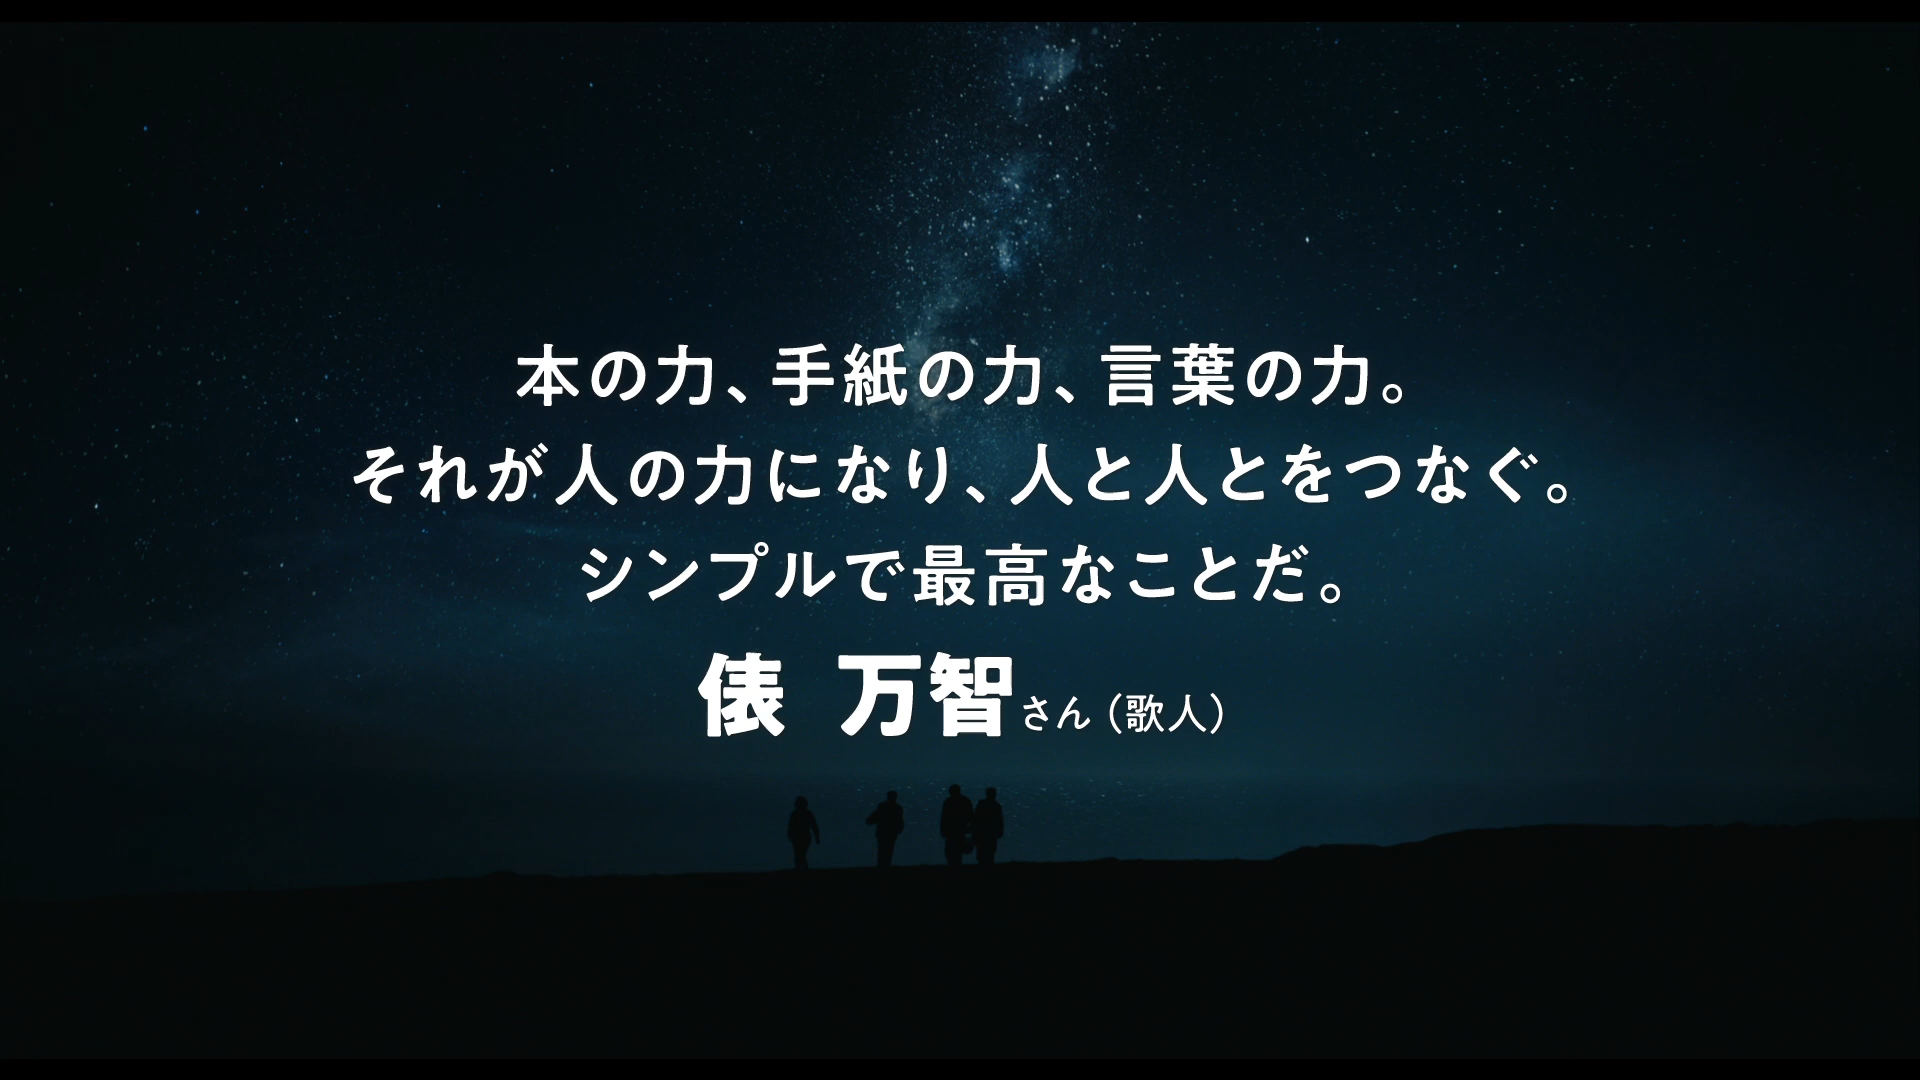 本の力、手紙の力、言葉の力。
それが人の力になり、人と人とをつなぐ。
シンプルで最高なことだ。
俵 万智さん（歌人）